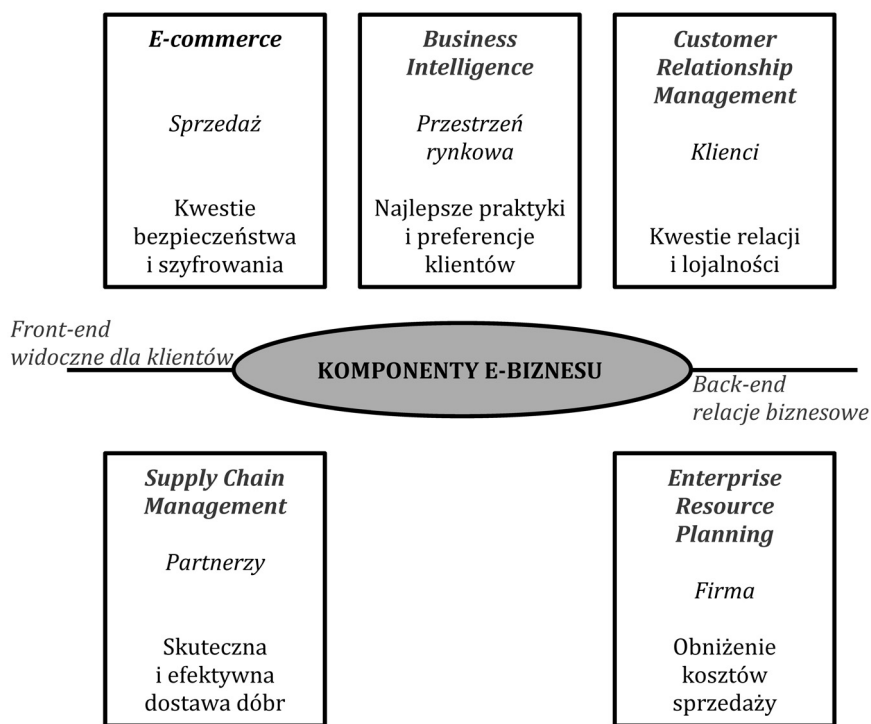 E-commerce
Sprzedaż
Kwestie
bezpieczeństwa
i szyfrowania
Business
Intelligence
Przestrzeń
rynkowa
Najlepsze praktyki
i preferencje
klientów
Customer
Relationship
Management
Klienci
Kwestie relacji
i lojalności
Front-end
widoczne dla klientów
KOMPONENTY E-BIZNESU
Back-end
relacje biznesowe
Supply Chain
Management
Partnerzy
Skuteczna
i efektywna
dostawa dóbr
Enterprise
Resource
Planning
Firma
Obniżenie
kosztów
sprzedaży